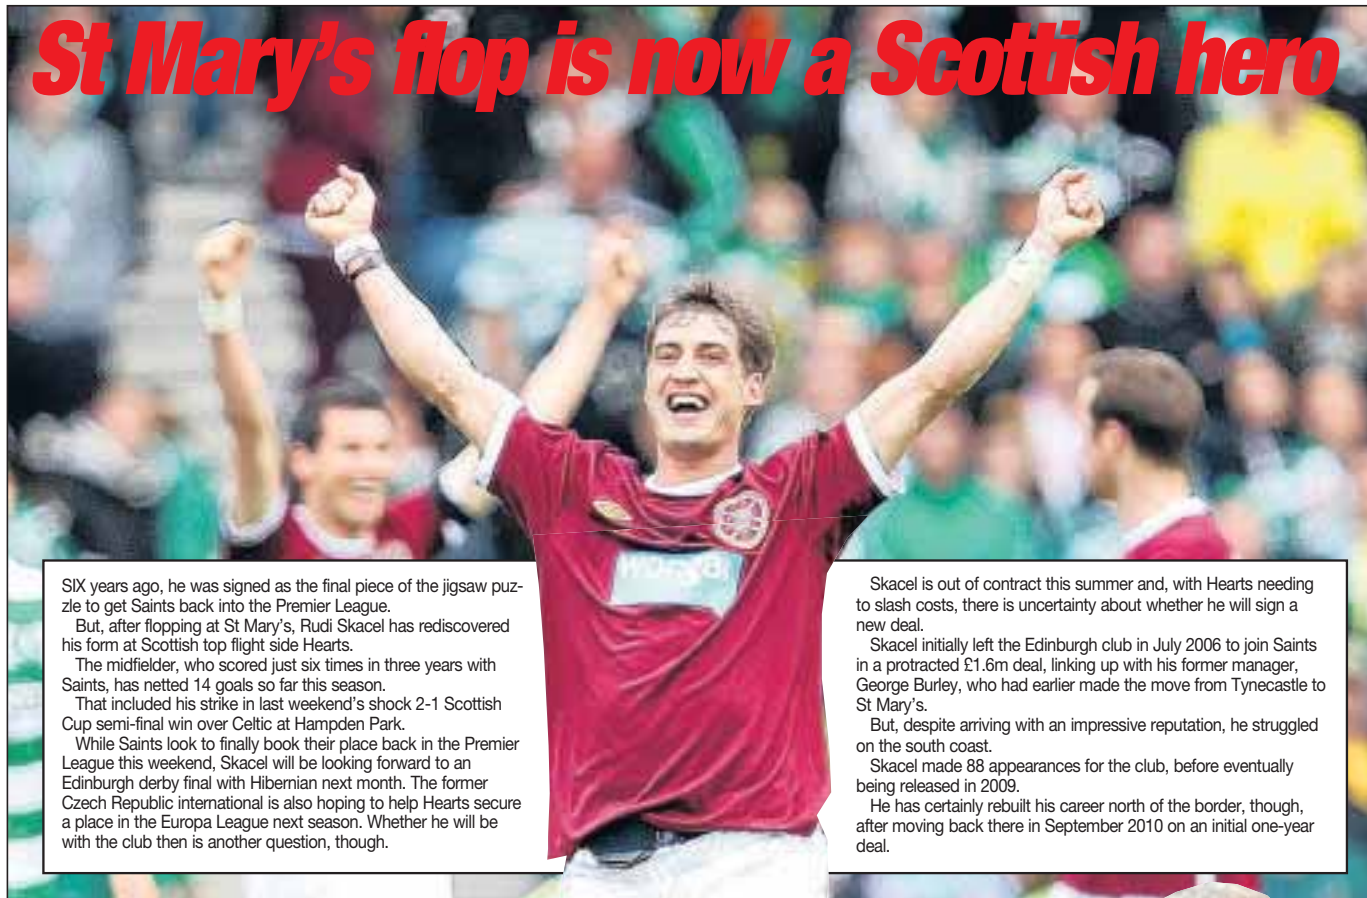 St Mary's flop is now a Scottish hero
SIX years ago, he was signed as the final piece of the jigsaw puz-
zle to get Saints back into the Premier League.
But, after flopping at St Mary's, Rudi Skacel has rediscovered
his form at Scottish top flight side Hearts.
The midfielder, who scored just six times in three years with
Saints, has netted 14 goals so far this season.
That included his strike in last weekend's shock 2-1 Scottish
Cup semi-final win over Celtic at Hampden Park.
While Saints look to finally book their place back in the Premier
League this weekend, Skacel will be looking forward to an
Edinburgh derby final with Hibernian next month. The former
Czech Republic international is also hoping to help Hearts secure
a place in the Europa League next season. Whether he will be
with the club then is another question, though.
Skacel is out of contract this summer and, with Hearts needing
to slash costs, there is uncertainty about whether he will sign a
new deal.
Skacel initially left the Edinburgh club in July 2006 to join Saints
in a protracted £1.6m deal, linking up with his former manager,
George Burley, who had earlier made the move from Tynecastle to
St Mary's.
But, despite arriving with an impressive reputation, he struggled
on the south coast.
Skacel made 88 appearances for the club, before eventually
being released in 2009.
He has certainly rebuilt his career north of the border, though,
after moving back there in September 2010 on an initial one-year
deal.